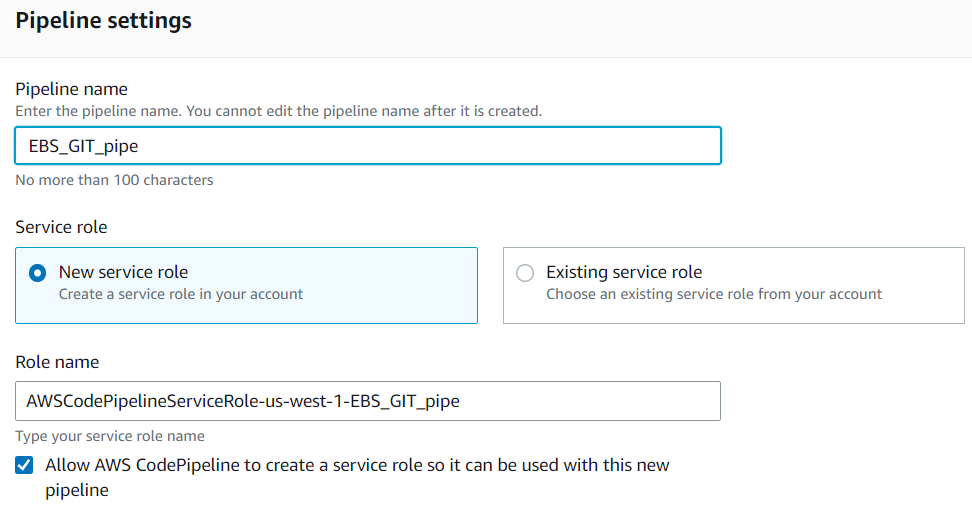 Pipeline settings
Pipeline name
Enter the pipeline name. You cannot edit the pipeline name after it is created.
EBS_GIT_pipe
No more than 100 characters
Service role
New service role
Create a service role in your account
Existing service role
Choose an existing service role from your account
Role name
AWSCodePipelineServiceRole-us-west-1-EBS_GIT_pipe
Type your service role name
Allow AWS CodePipeline to create a service role so it can be used with this new
pipeline